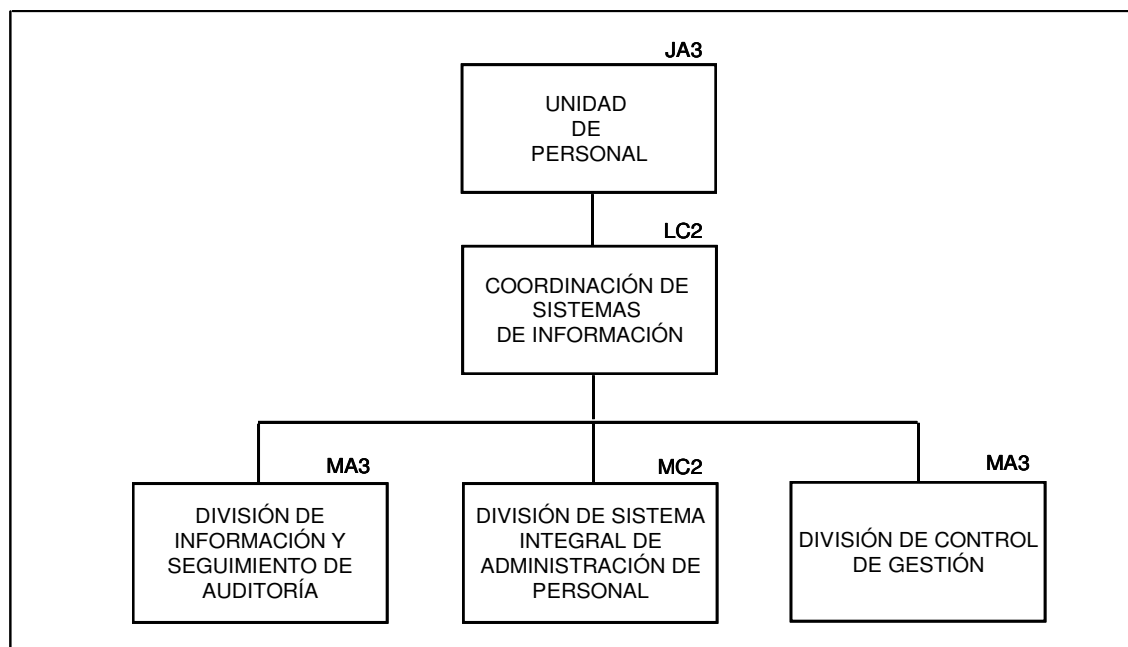 JA3
UNIDAD
DE
PERSONAL
LC2
COORDINACIÓN DE
SISTEMAS
DE INFORMACIÓN
MA3
DIVISIÓN DE
INFORMACIÓN Y
SEGUIMIENTO DE
AUDITORÍA
MC2
DIVISIÓN DE SISTEMA
INTEGRAL DE
ADMINISTRACIÓN DE
PERSONAL
MA3
DIVISIÓN DE CONTROL
DE GESTIÓN